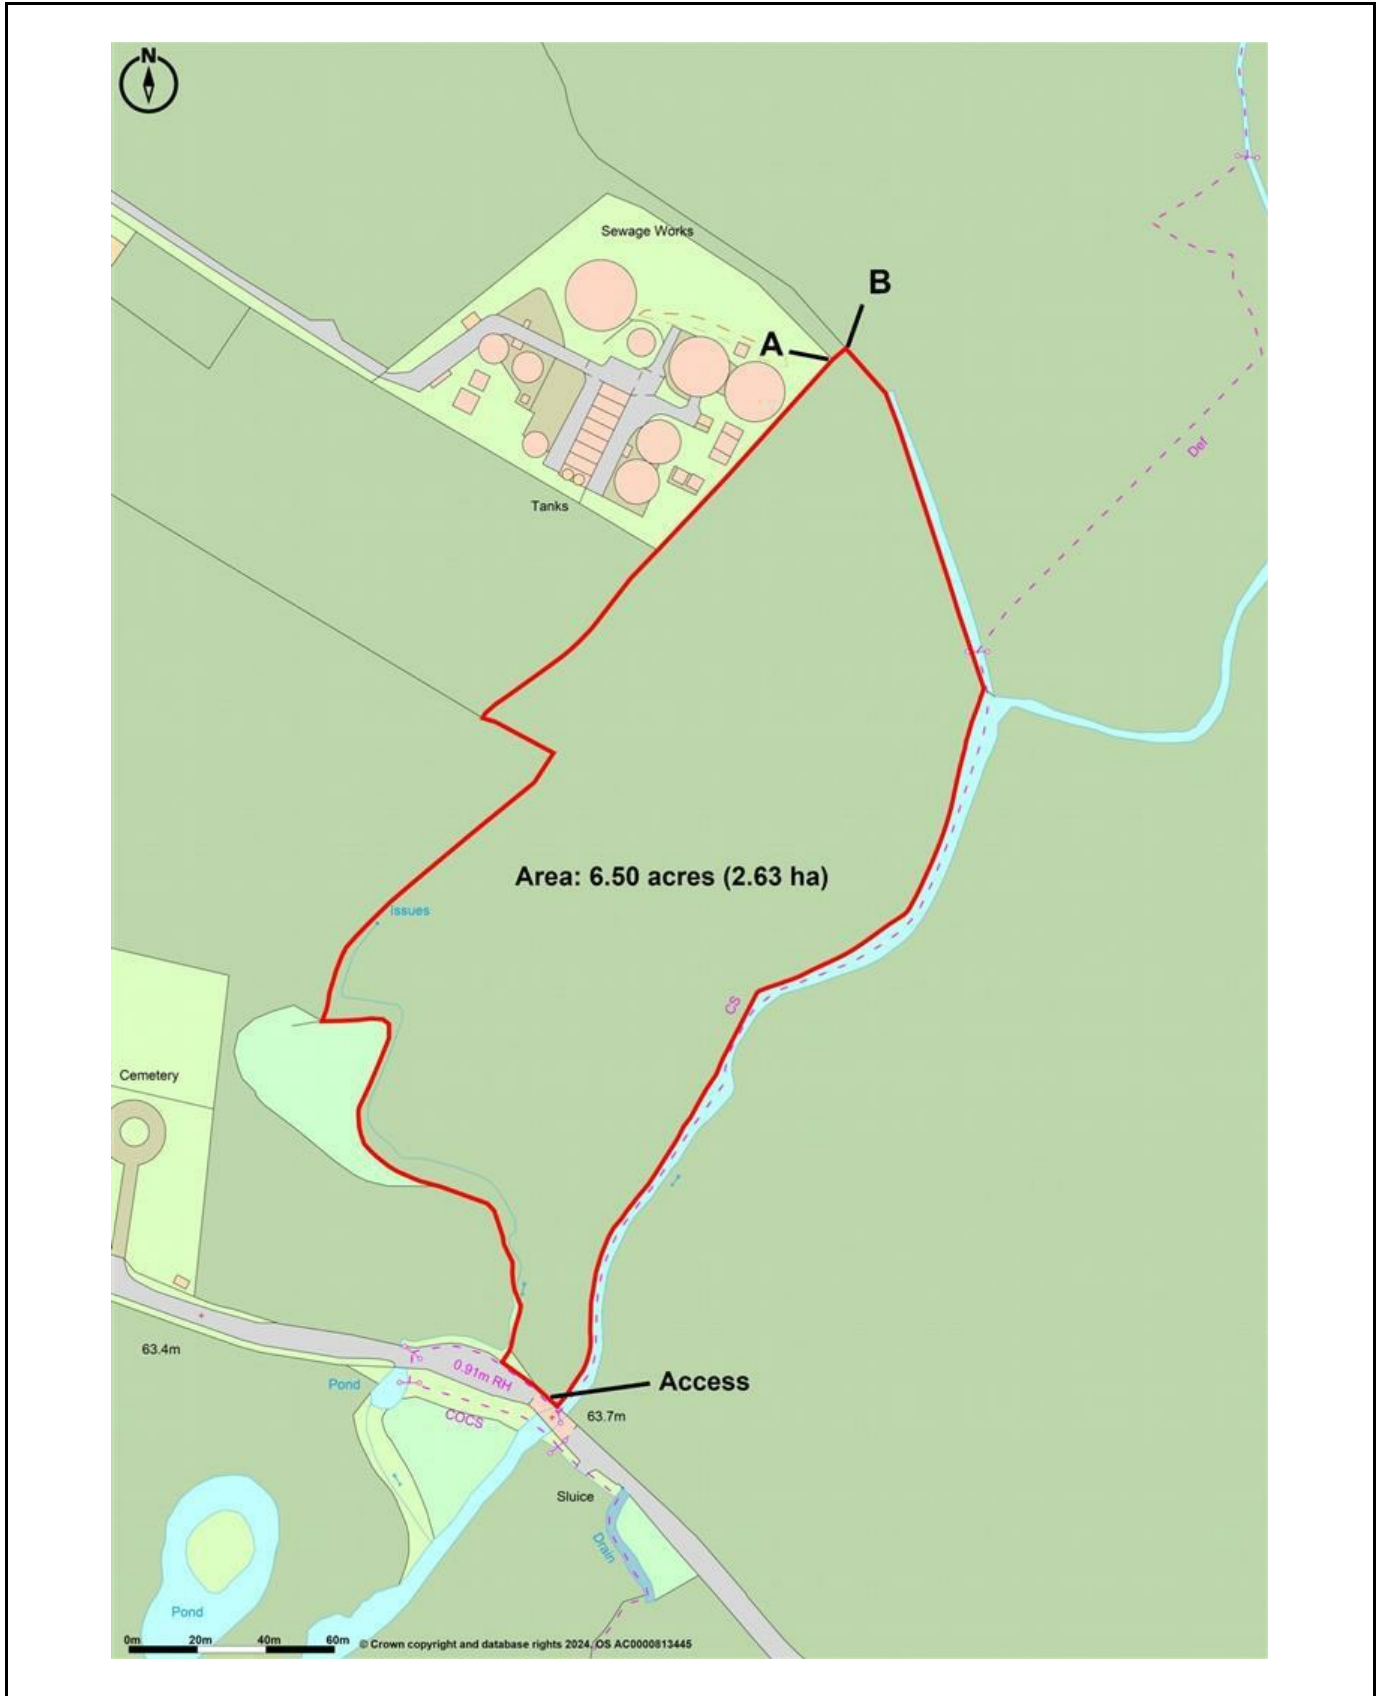 N
Sewage Works
B
A
Def
Tanks
Area: 6.50 acres (2.63 ha)
Issues
CS
Cemetery
63.4m
0.91m RH
Pond
Access
COCS
63.7m
Sluice
Drain
Pond
0m 20m 40m 60m
© Crown copyright and database rights 2024. OS AC0000813445